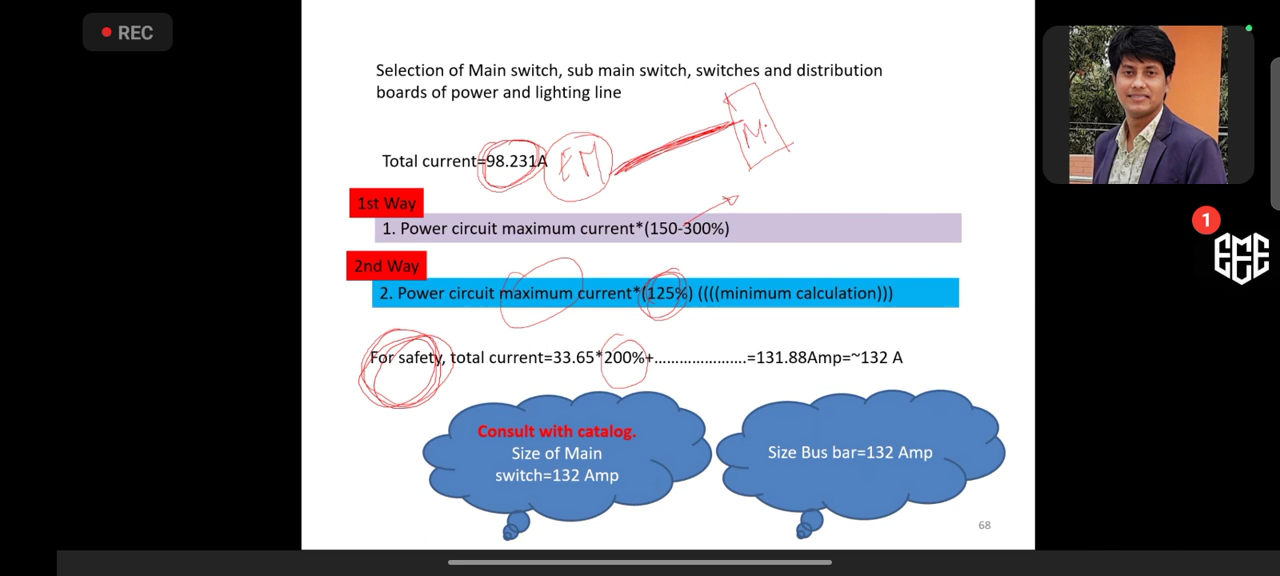 REC
Selection of Main switch, sub main switch, switches and distribution
boards of power and lighting line
Total current=98.231A
EM
M.
1st Way
1. Power circuit maximum current*(150-300%)
2nd Way
2. Power circuit maximum current*(125%) ((((minimum calculation)))
For safety, total current=33.65*200%+.....................=131.88Amp=~132 A
Consult with catalog.
Size of Main
switch=132 Amp
Size Bus bar=132 Amp
68
1
EEE